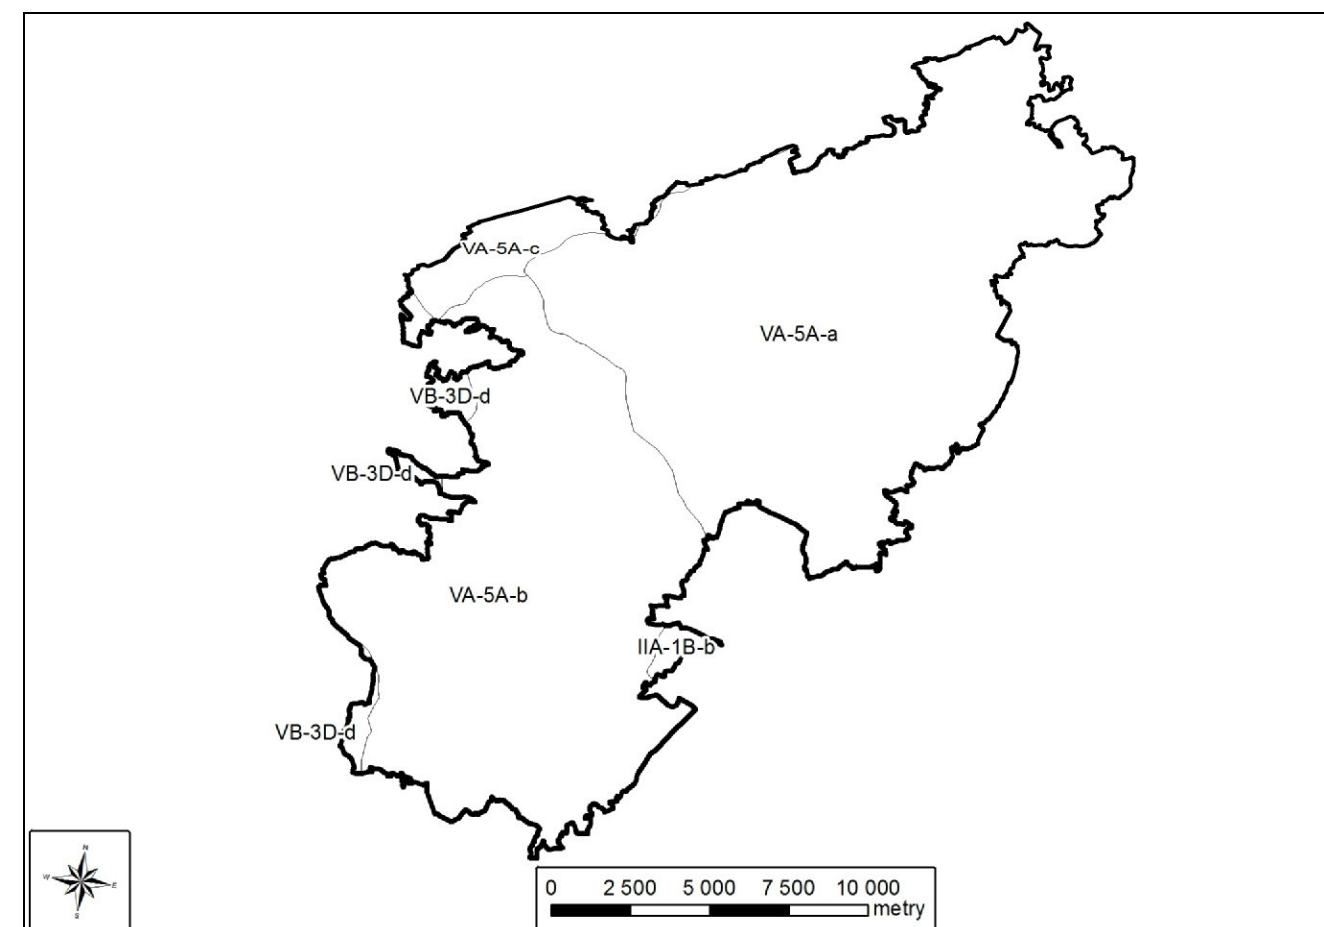 VA-5A-c
VA-5A-a
VB-3D-d
VB-3D-d
VA-5A-b
IIA-1B-b
VB-3D-d
N
W E
S
0 2 500 5 000 7 500 10 000
metry